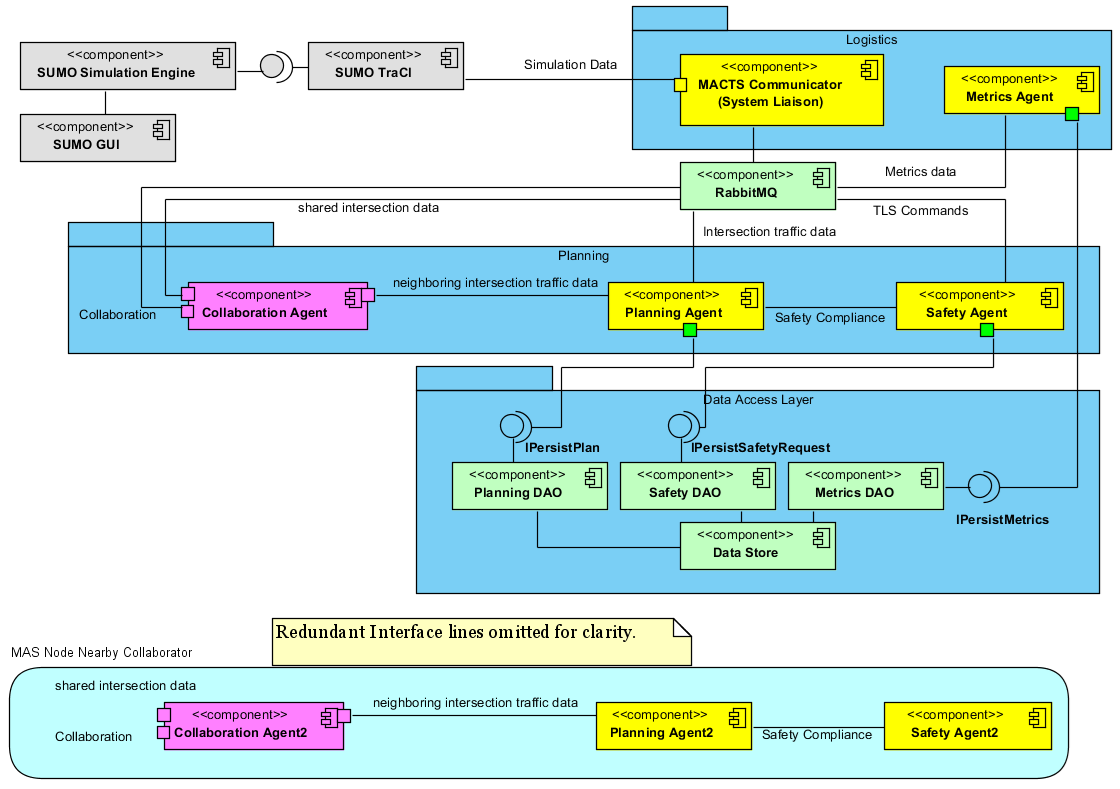 Logistics
<<component>>
SUMO Simulation Engine
<<component>>
SUMO TraCI
Simulation Data
<<component>>
MACTS Communicator
(System Liaison)
<<component>>
Metrics Agent
<<component>>
SUMO GUI
<<component>>
RabbitMQ
Metrics data
shared intersection data
TLS Commands
Intersection traffic data
Planning
Collaboration
<<component>>
Collaboration Agent
neighboring intersection traffic data
<<component>>
Planning Agent
Safety Compliance
<<component>>
Safety Agent
Data Access Layer
IPersistPlan
IPersistSafetyRequest
<<component>>
Planning DAO
<<component>>
Safety DAO
<<component>>
Metrics DAO
IPersistMetrics
<<component>>
Data Store
Redundant Interface lines omitted for clarity.
MAS Node Nearby Collaborator
shared intersection data
Collaboration
<<component>>
Collaboration Agent2
neighboring intersection traffic data
<<component>>
Planning Agent2
Safety Compliance
<<component>>
Safety Agent2